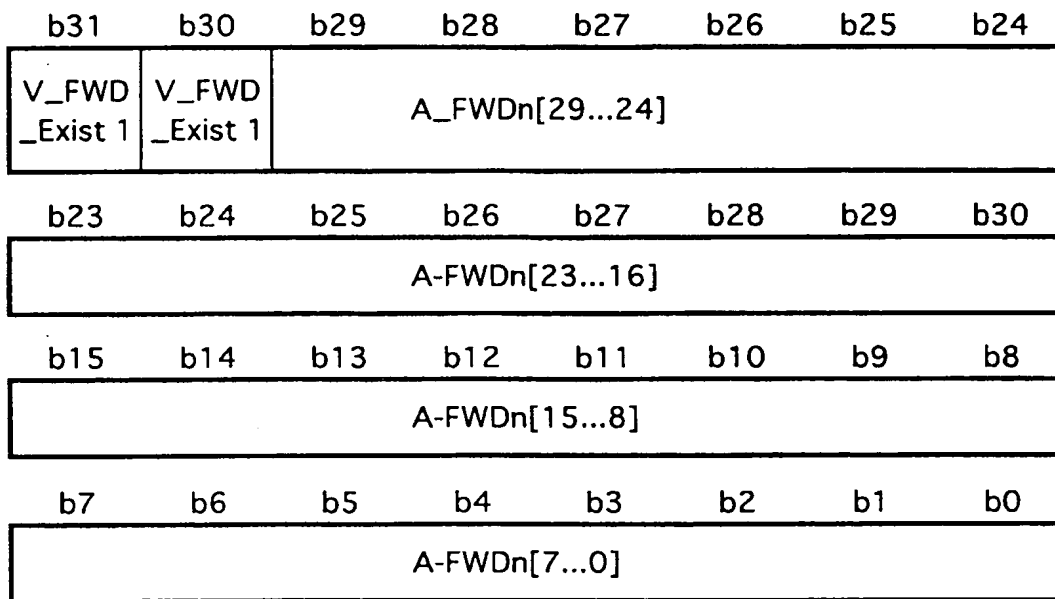 b31 b30 b29 b28 b27 b26 b25 b24
V_FWD V_FWD A_FWDn[29...24]
_Exist 1 _Exist 1
b23 b24 b25 b26 b27 b28 b29 b30
A-FWDn[23...16]
b15 b14 b13 b12 b11 b10 b9 b8
A-FWDn[15...8]
b7 b6 b5 b4 b3 b2 b1 b0
A-FWDn[7...0]